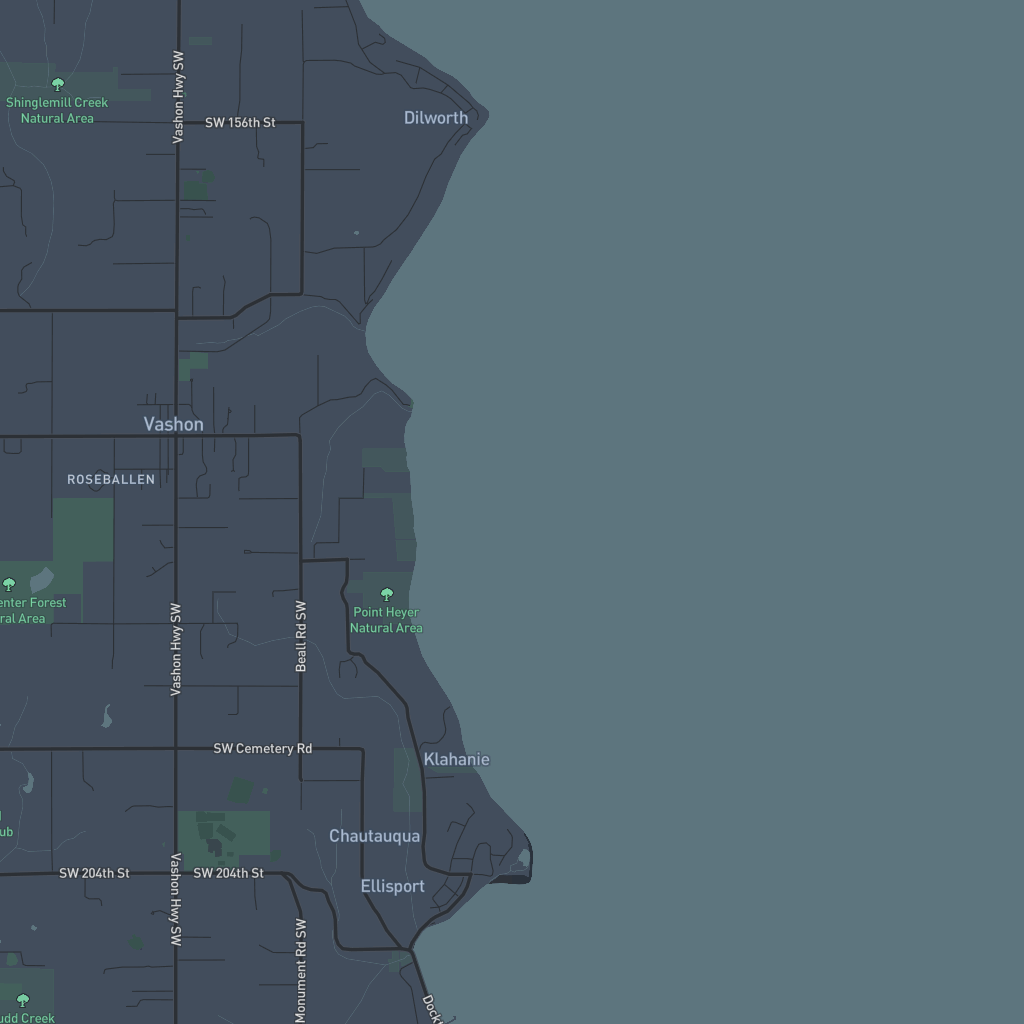 Vashon Hwy SW
Shinglemill Creek
Natural Area
SW 156th St
Dilworth
Vashon
ROSEBALLEN
enter Forest
ral Area
Point Heyer
Natural Area
Vashon Hwy SW
Beall Rd SW
SW Cemetery Rd
Klahanie
ub
Chautauqua
SW 204th St
SW 204th St
Ellisport
Vashon Hwy SW
Monument Rd SW
udd Creek
Dockt